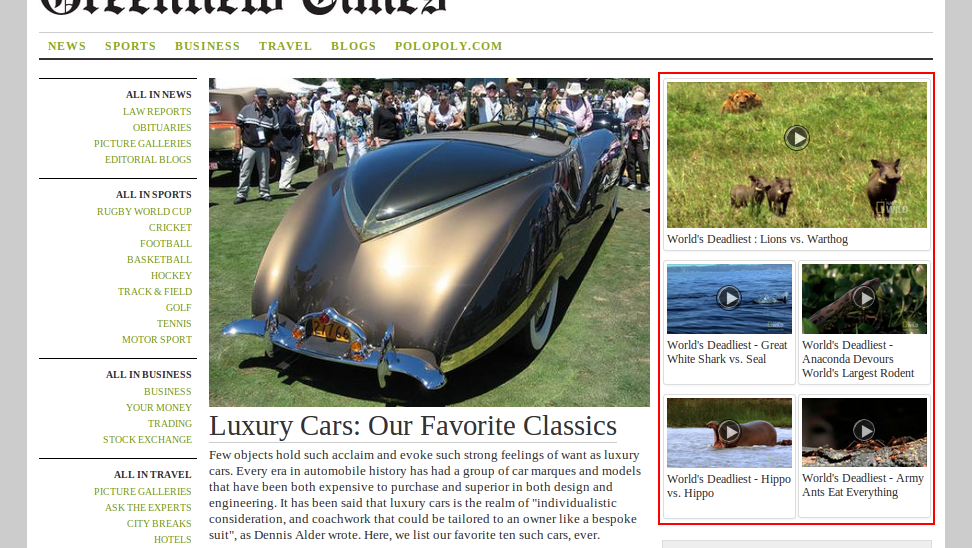 Greenfield Times
NEWS SPORTS BUSINESS TRAVEL BLOGS POLOPOLY.COM
ALL IN NEWS
LAW REPORTS
OBITUARIES
PICTURE GALLERIES
EDITORIAL BLOGS
ALL IN SPORTS
RUGBY WORLD CUP
CRICKET
FOOTBALL
BASKETBALL
HOCKEY
TRACK & FIELD
GOLF
TENNIS
MOTOR SPORT
ALL IN BUSINESS
BUSINESS
YOUR MONEY
TRADING
STOCK EXCHANGE
ALL IN TRAVEL
PICTURE GALLERIES
ASK THE EXPERTS
CITY BREAKS
HOTELS
Luxury Cars: Our Favorite Classics
Few objects hold such acclaim and evoke such strong feelings of want as luxury
cars. Every era in automobile history has had a group of car marques and models
that have been both expensive to purchase and superior in both design and
engineering. It has been said that luxury cars is the realm of "individualistic
consideration, and coachwork that could be tailored to an owner like a bespoke
suit", as Dennis Alder wrote. Here, we list our favorite ten such cars, ever.
WILD
World's Deadliest : Lions vs. Warthog
World's Deadliest - Great
White Shark vs. Seal
World's Deadliest -
Anaconda Devours
World's Largest Rodent
World's Deadliest - Hippo
vs. Hippo
World's Deadliest - Army
Ants Eat Everything